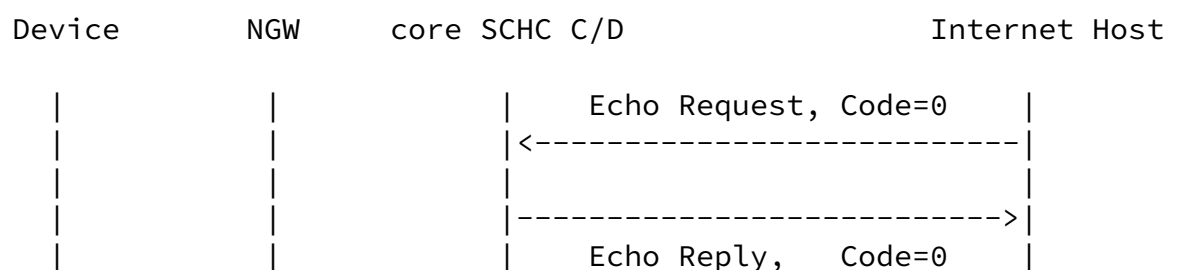 Device NGW core SCHC C/D Internet Host
| | | Echo Request, Code=0 |
| | |<---------------------------|
| | | |
| | |--------------------------->|
| | | Echo Reply, Code=0 |